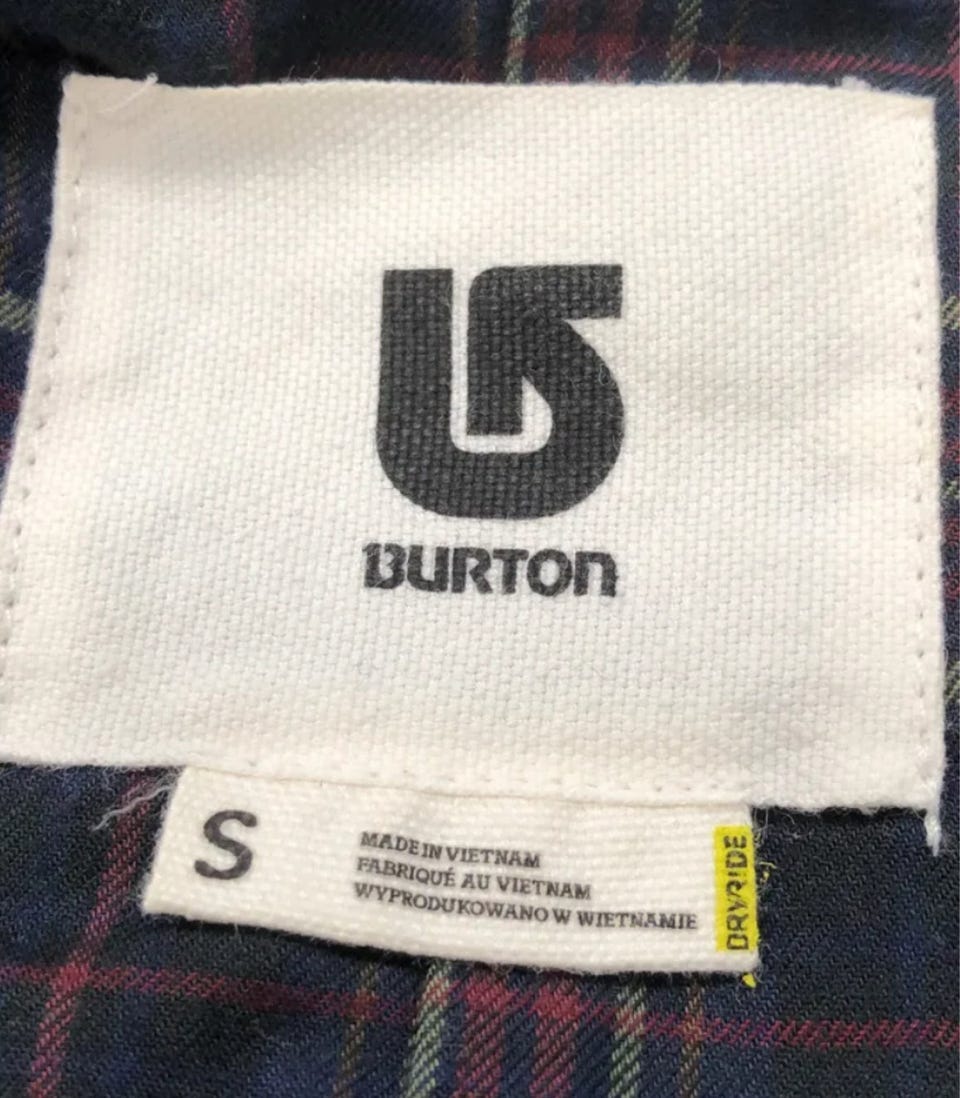 BURTON
S
MADE IN VIETNAM
FABRIQUÉ AU VIETNAM
WYPRODUKOWANO W WIETNAMIE
DRYRIDE